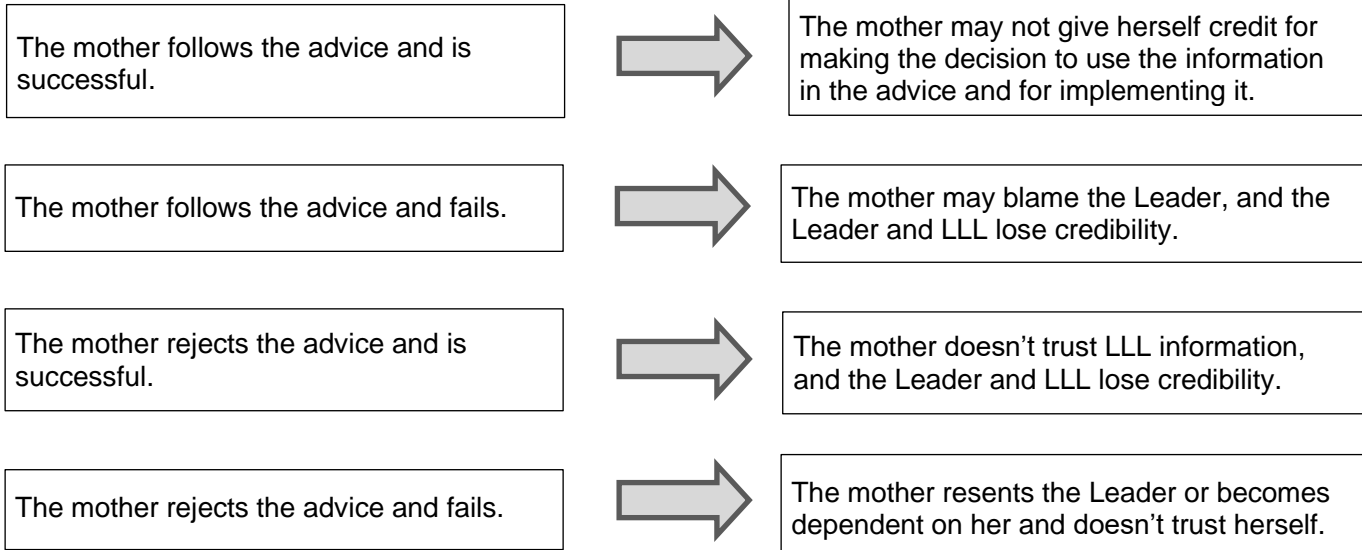 The mother follows the advice and is
successful.
The mother may not give herself credit for
making the decision to use the information
in the advice and for implementing it.
The mother follows the advice and fails.
The mother may blame the Leader, and the
Leader and LLL lose credibility.
The mother rejects the advice and is
successful.
The mother doesn’t trust LLL information,
and the Leader and LLL lose credibility.
The mother rejects the advice and fails.
The mother resents the Leader or becomes
dependent on her and doesn’t trust herself.